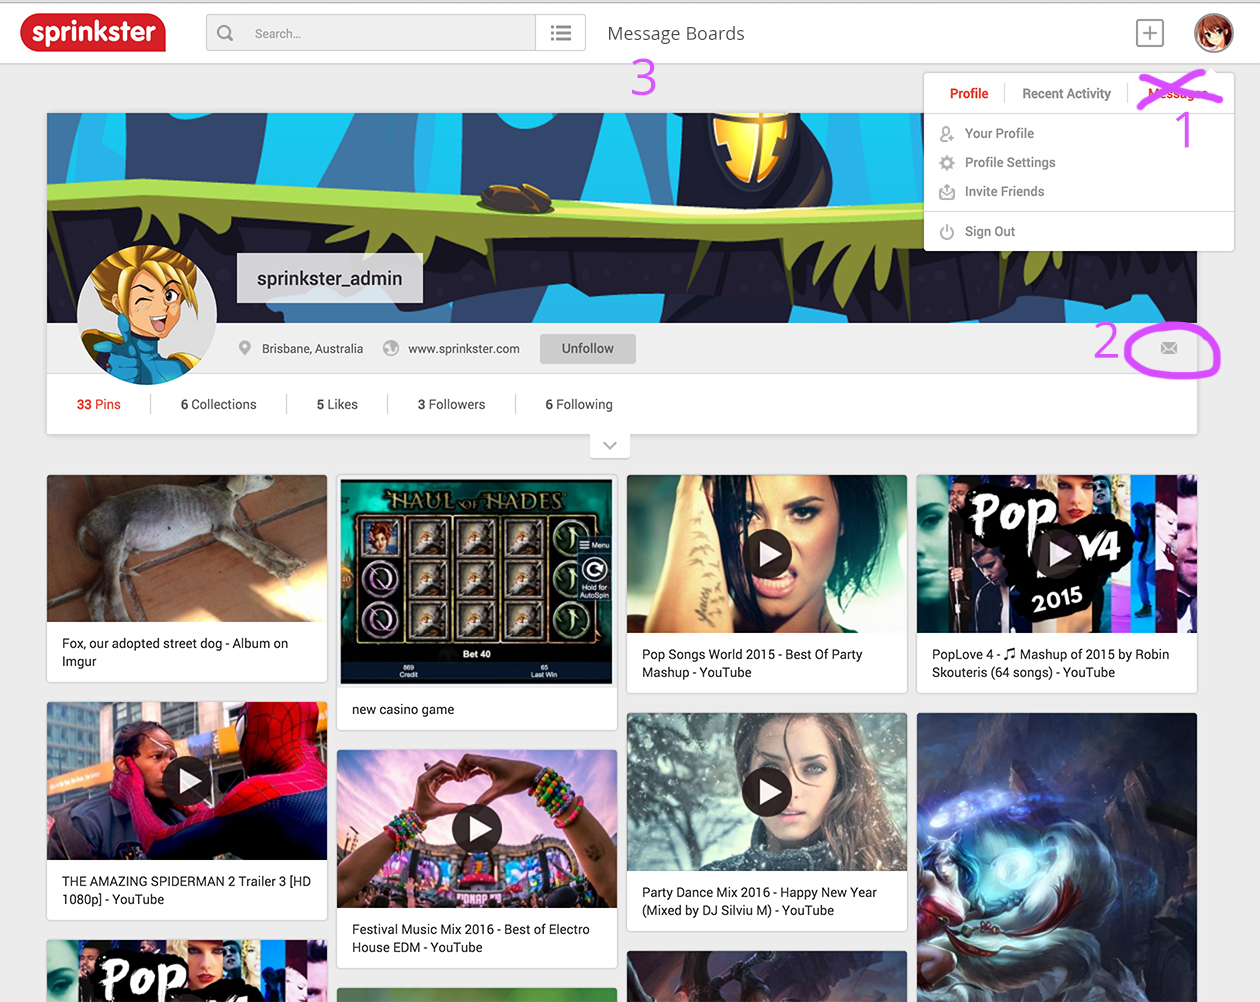 sprinkster
Search...
Message Boards
3
Profile
Recent Activity
Messages
1
Your Profile
Profile Settings
Invite Friends
Sign Out
sprinkster_admin
Brisbane, Australia
www.sprinkster.com
Unfollow
2
33 Pins
6 Collections
5 Likes
3 Followers
6 Following
Fox, our adopted street dog - Album on
Imgur
HAUL OF HADES
Menu
Hold for
AutoSpin
40
Bet 40
869
Credit
65
Last Win
new casino game
Pop Songs World 2015 - Best Of Party
Mashup - YouTube
Pop
v4
2015
PopLove 4 - 🎵 Mashup of 2015 by Robin
Skouteris (64 songs) - YouTube
THE AMAZING SPIDERMAN 2 Trailer 3 [HD
1080p] - YouTube
Festival Music Mix 2016 - Best of Electro
House EDM - YouTube
Party Dance Mix 2016 - Happy New Year
(Mixed by DJ Silviu M) - YouTube
Pop